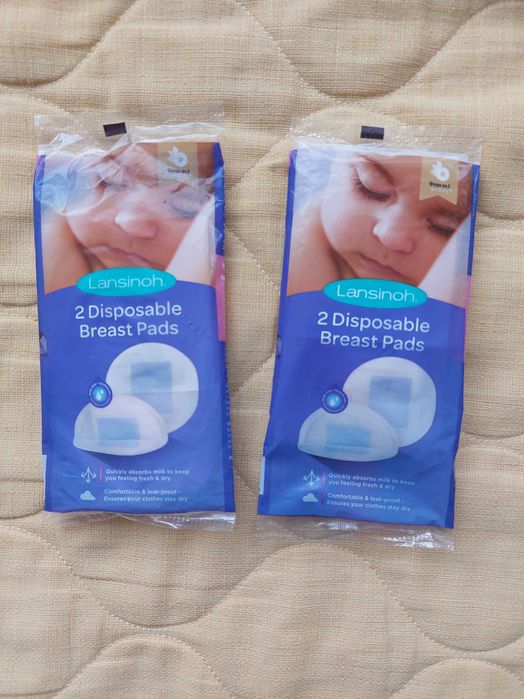 Lansinoh
2 Disposable
Breast Pads
Quickly absorbs milk to keep
you feeling fresh & dry
Comfortable & leak-proof -
Ensures your clothes stay dry
Lansinoh
2 Disposable
Breast Pads
Quickly absorbs milk to keep
you feeling fresh & dry
Comfortable & leak-proof -
Ensures your clothes stay dry